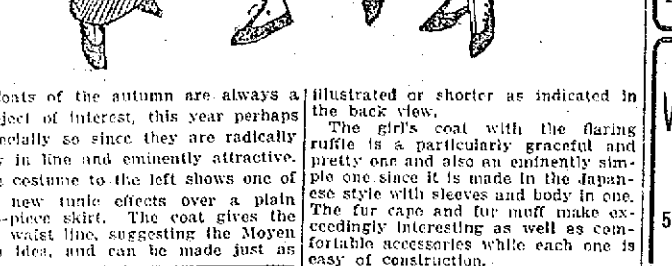 oats of the autumn are always a
ject of interest, this year perhaps
ecially so since they are radically
in line and eminently attractive.
costume to the left shows one of
new tunic effects over a plain
-piece skirt. The coat gives the
waist line, suggesting the Moyen
idea, and can be made just as
illustrated or shorter as indicated in
the back view.
The girl's coat with the flaring
ruffle is a particularly graceful and
pretty one and also an eminently sim-
ple one since it is made in the Japan-
ese style with sleeves and body in one.
The fur cape and fur muff make ex-
ceedingly interesting as well as com-
fortable accessories while each one is
easy of construction.
5